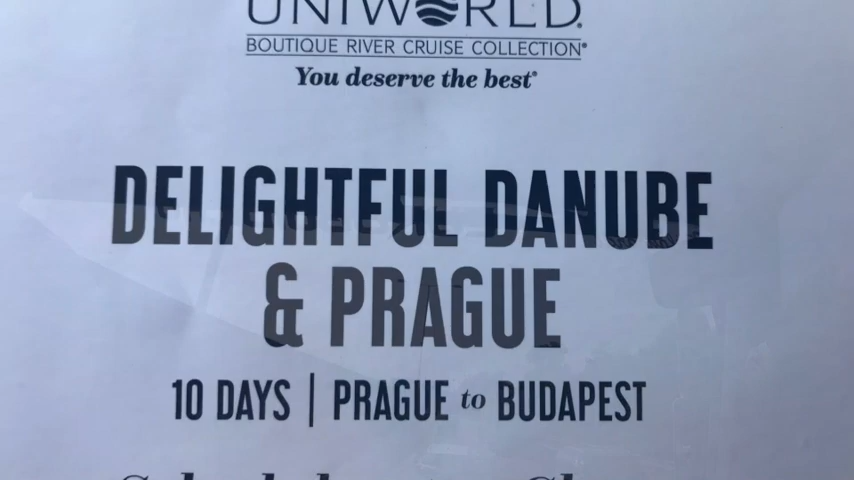 UNIWORLD®
BOUTIQUE RIVER CRUISE COLLECTION®
You deserve the best®
DELIGHTFUL DANUBE
& PRAGUE
10 DAYS | PRAGUE to BUDAPEST